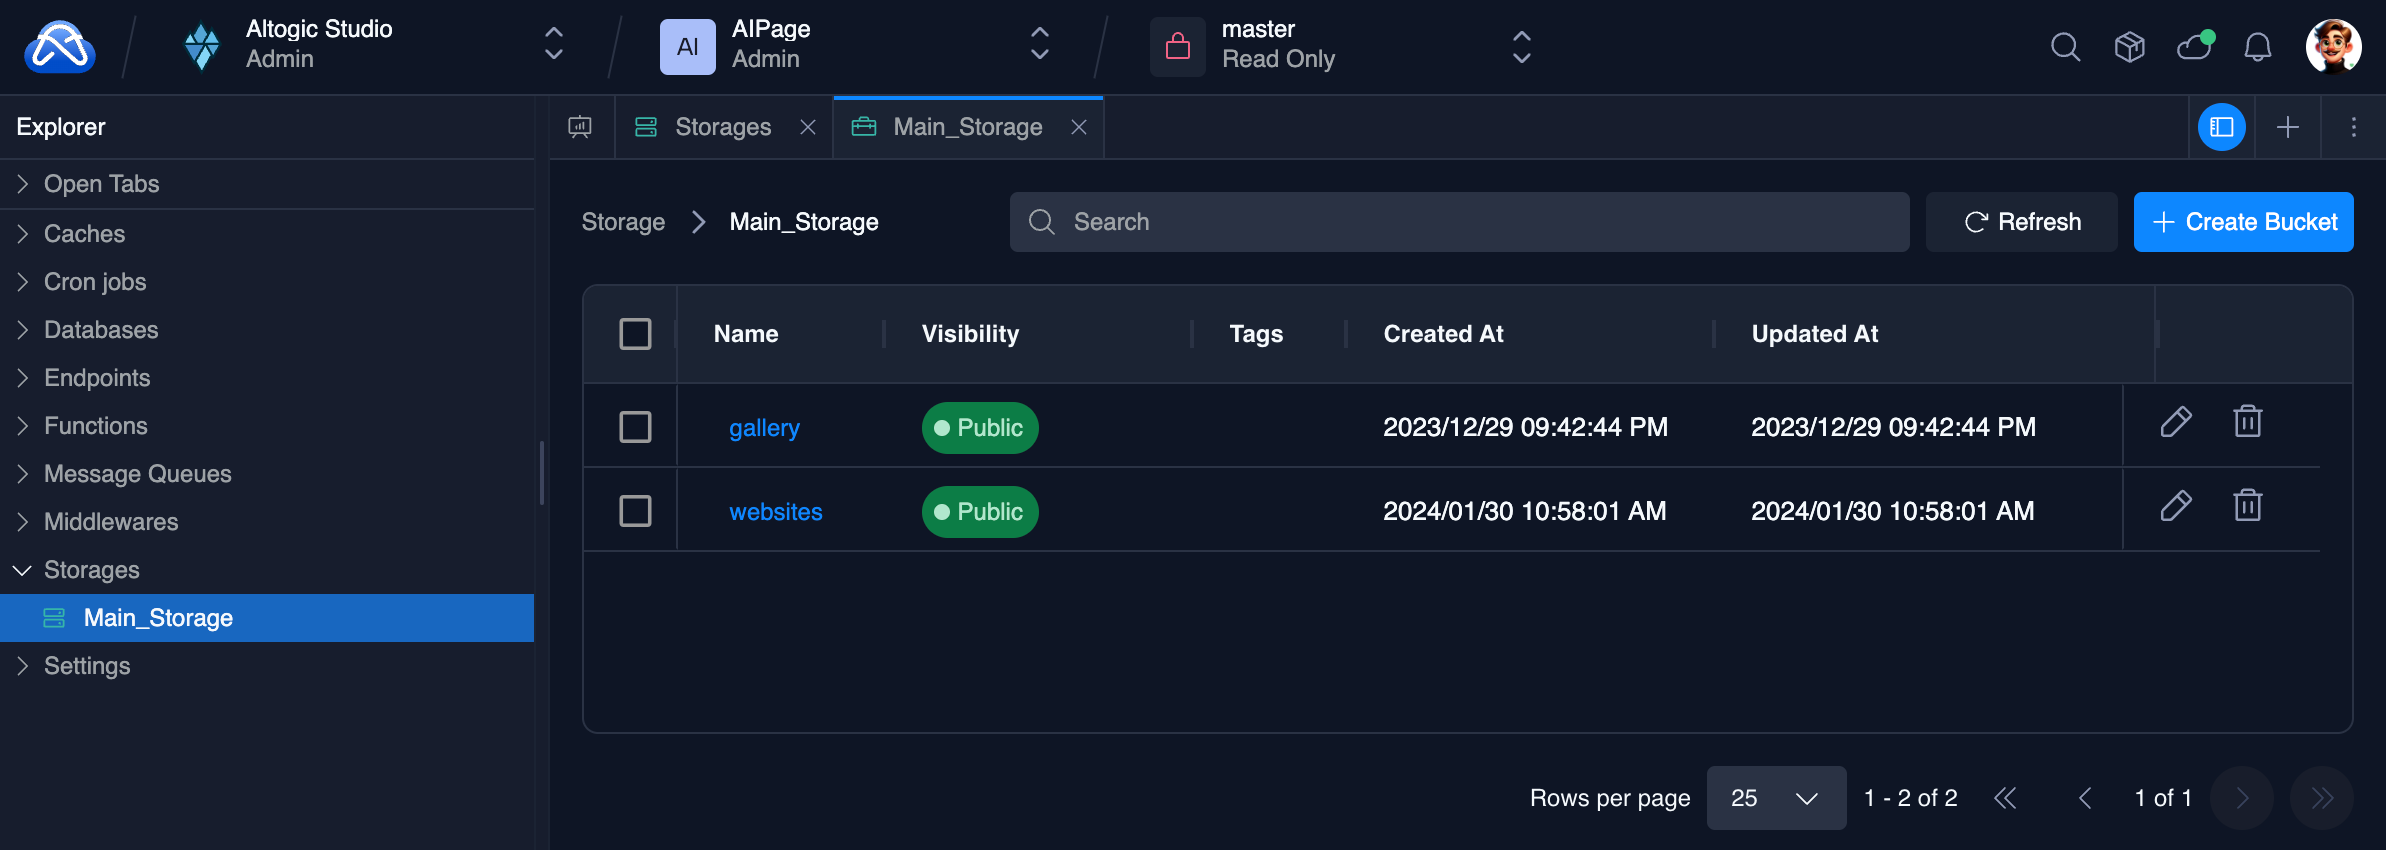 Altogic Studio
Admin
AI
AIPage
Admin
master
Read Only
Explorer
Storages
Main_Storage
Open Tabs
Caches
Cron jobs
Databases
Endpoints
Functions
Message Queues
Middlewares
Storages
Main_Storage
Settings
Storage
Main_Storage
Search
Refresh
Create Bucket
Name Visibility Tags Created At Updated At
gallery Public 2023/12/29 09:42:44 PM 2023/12/29 09:42:44 PM
websites Public 2024/01/30 10:58:01 AM 2024/01/30 10:58:01 AM
Rows per page 25 1 - 2 of 2 1 of 1